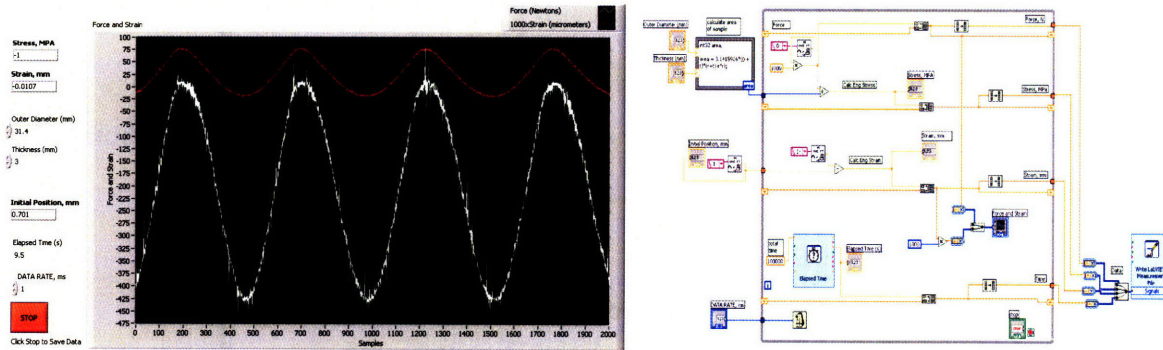 Force (Newtons)
1000xStrain (micrometers)
Force and Strain
Stress, MPA
-1
Strain, mm
-0.0107
Outer Diameter (mm)
31.4
Thickness (mm)
3
Initial Position, mm
0.701
Elapsed Time (s)
9.5
DATA RATE, ms
1
STOP
Click Stop to Save Data
Force and Strain
100
75
50
25
0
-25
-50
-75
-100
-125
-150
-175
-200
-225
-250
-275
-300
-325
-350
-375
-400
-425
-450
-475
0 100 200 300 400 500 600 700 800 900 1000 1100 1200 1300 1400 1500 1600 1700 1800 1900 2000
Samples
Outer Diameter (mm)
calculate area
of sample
Thickness (mm)
int32 area,
Force
Force, N
Calc Eng Stress
Stress, MPA
Stress, MPa
Initial Position, mm
Calc Eng Strain
Strain, mm
Strain, mm
Force and Strain
total
time
Elapsed Time
Elapsed Time (s)
Time
DATA RATE, ms
stop
Data
Write LabVIEW
Measurement
File
Signals